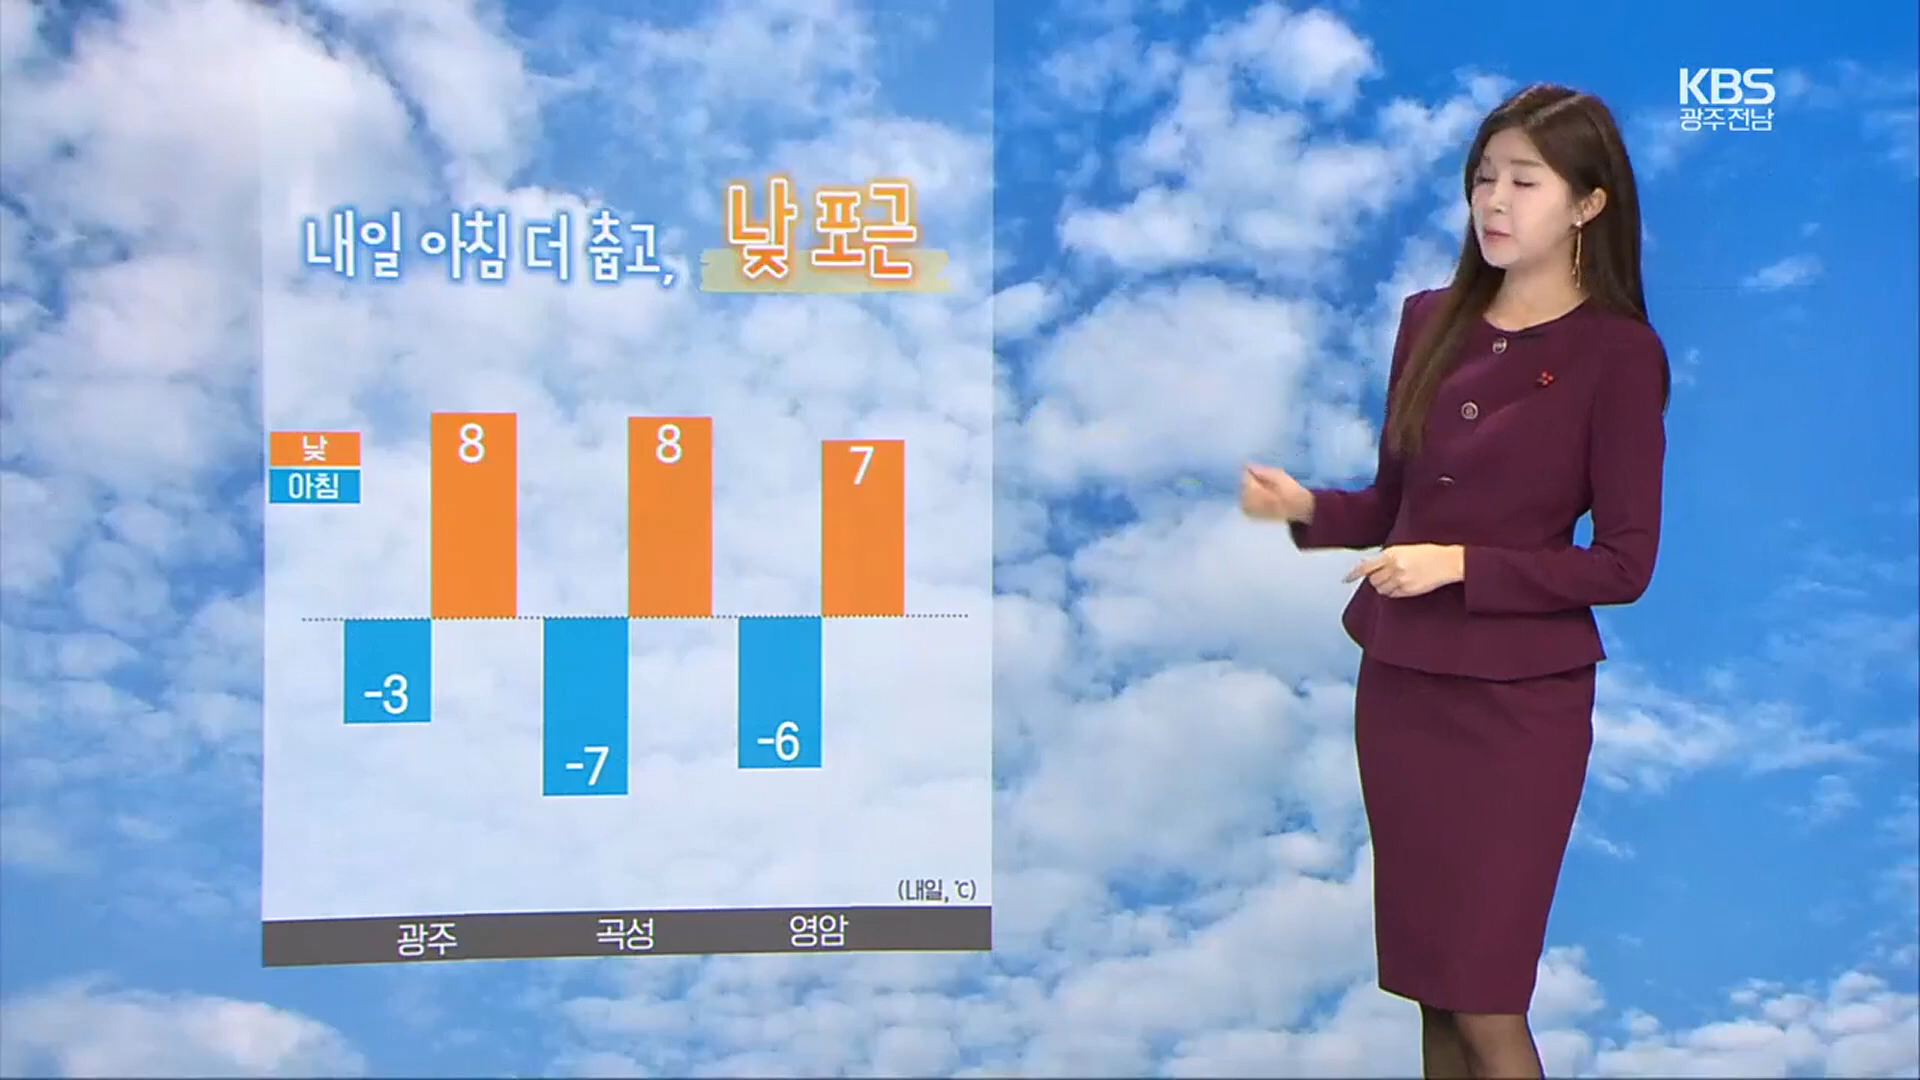 KBS
광주전남
내일 아침 더 춥고, 낮 포근
낮
아침
8
8
7
-3
-7
-6
(내일, ℃)
광주 곡성 영암